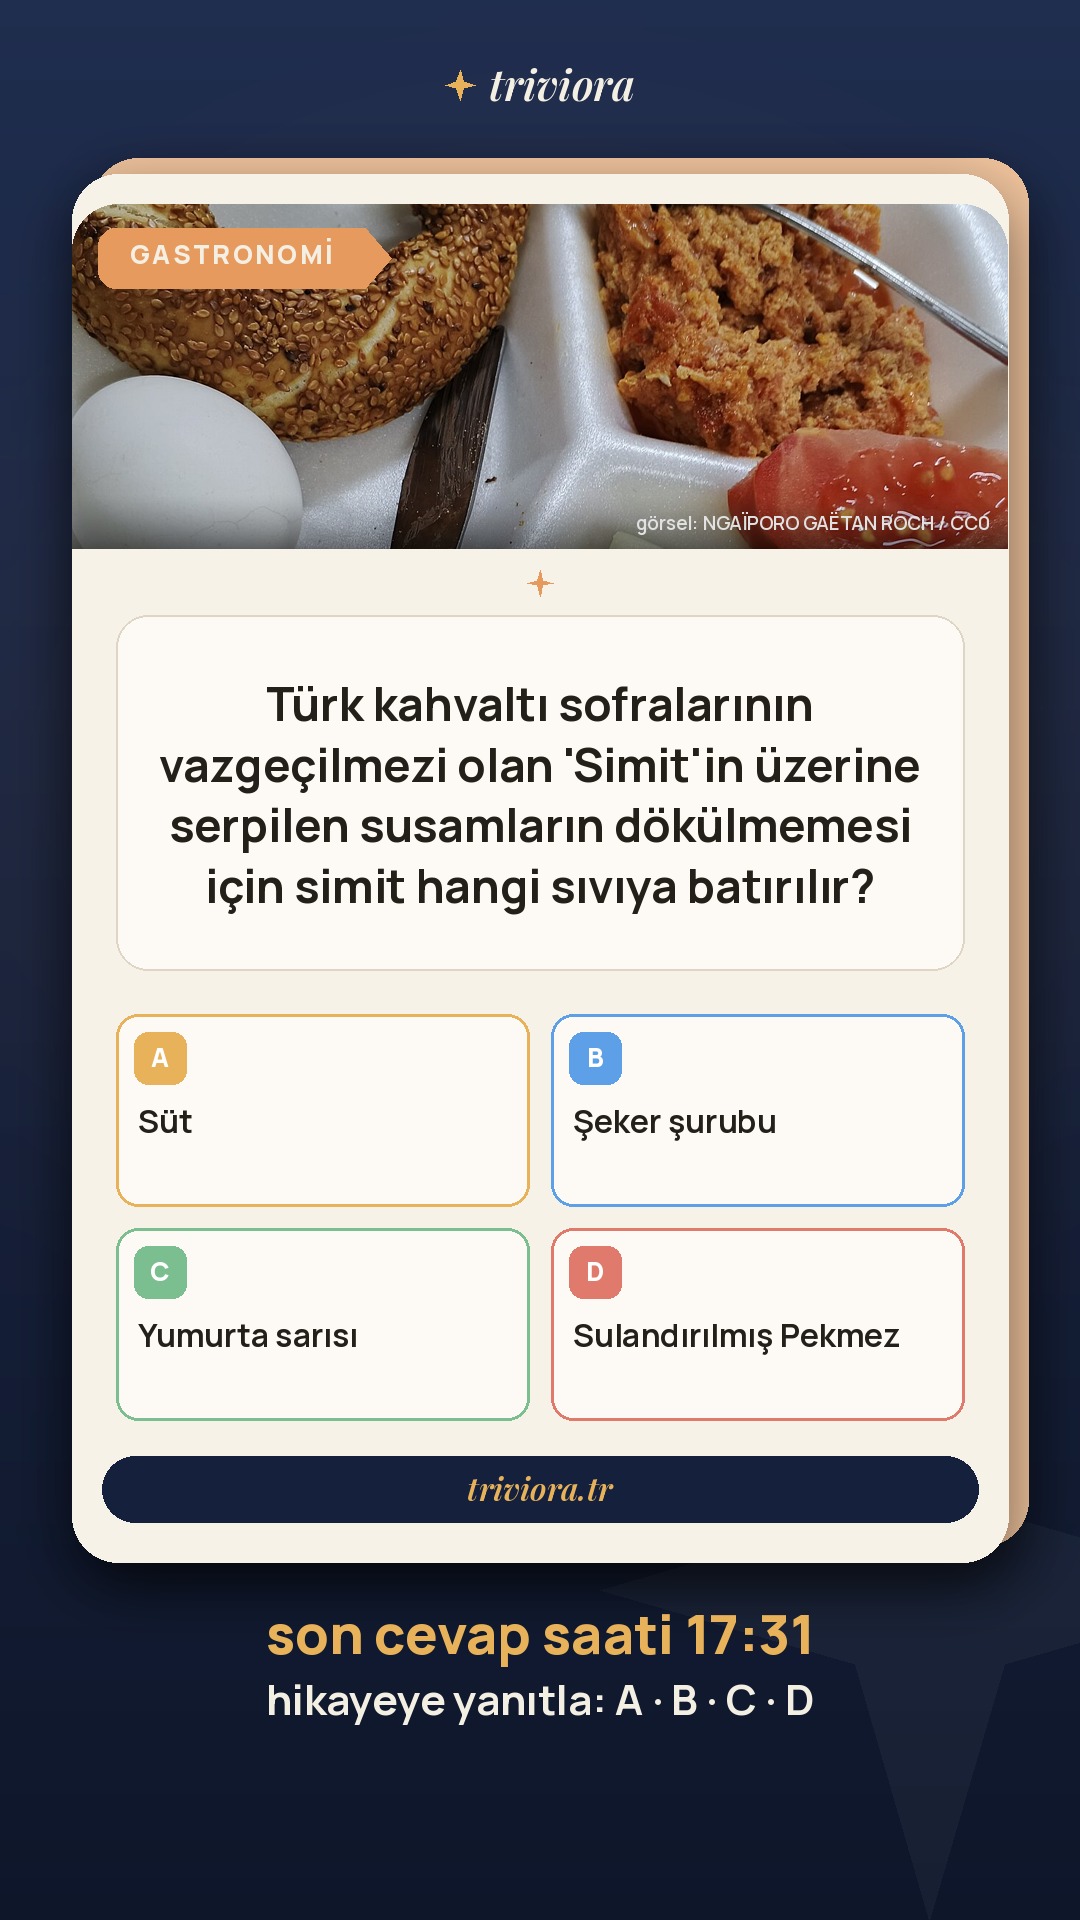 triviora
GASTRONOMİ
görsel: NGAÏPORO GAËTAN ROCH / CC0
Türk kahvaltı sofralarının
vazgeçilmezi olan 'Simit'in üzerine
serpilen susamların dökülmemesi
için simit hangi sıvıya batırılır?
A
Süt
B
Şeker şurubu
C
Yumurta sarısı
D
Sulandırılmış Pekmez
triviora.tr
son cevap saati 17:31
hikayeye yanıtla: A · B · C · D